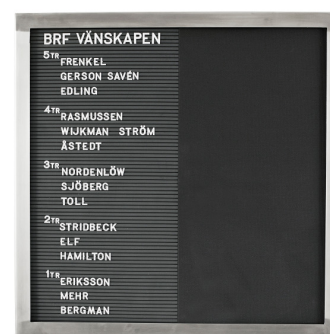 BRF VÄNSKAPEN
5TR FRENKEL
GERSON SAVÉN
EDLING
4TR RASMUSSEN
WIJKMAN STRÖM
ÅSTEDT
3TR NORDENLÖW
SJÖBERG
TOLL
2TR STRIDBECK
ELF
HAMILTON
1TR ERIKSSON
MEHR
BERGMAN